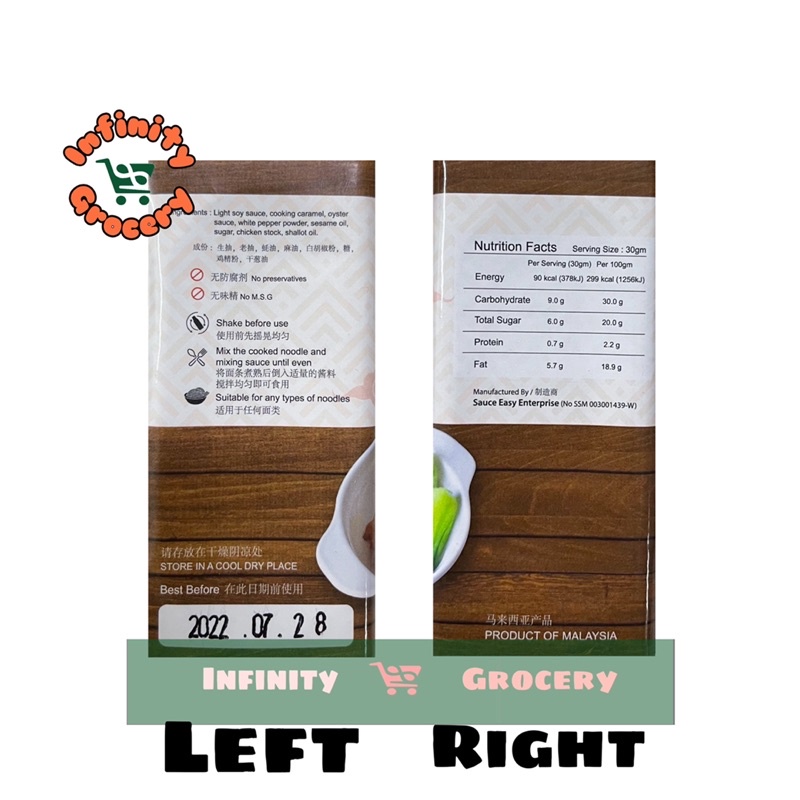 Infinity
Grocery
Ingredients : Light soy sauce, cooking caramel, oyster
sauce, white pepper powder, sesame oil,
sugar, chicken stock, shallot oil.
成份 : 生抽, 老抽, 蚝油, 麻油, 白胡椒粉, 糖,
鸡精粉, 干葱油
无防腐剂 No preservatives
无味精 No M.S.G
Shake before use
使用前先摇晃均匀
Mix the cooked noodle and
mixing sauce until even
将面条煮熟后倒入适量的酱料
搅拌均匀即可食用
Suitable for any types of noodles
适用于任何面类
请存放在干燥阴凉处
STORE IN A COOL DRY PLACE
Best Before 在此日期前使用
2022.07.28
Nutrition Facts Serving Size : 30gm
Per Serving (30gm) Per 100gm
Energy 90 kcal (378kJ) 299 kcal (1256kJ)
Carbohydrate 9.0 g 30.0 g
Total Sugar 6.0 g 20.0 g
Protein 0.7 g 2.2 g
Fat 5.7 g 18.9 g
Manufactured By / 制造商
Sauce Easy Enterprise (No SSM 003001439-W)
马来西亚产品
PRODUCT OF MALAYSIA
Infinity Grocery
Left Right